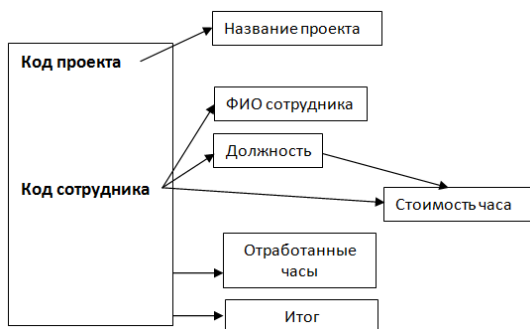 Название проекта
Код проекта
ФИО сотрудника
Должность
Код сотрудника
Стоимость часа
Отработанные
часы
Итог